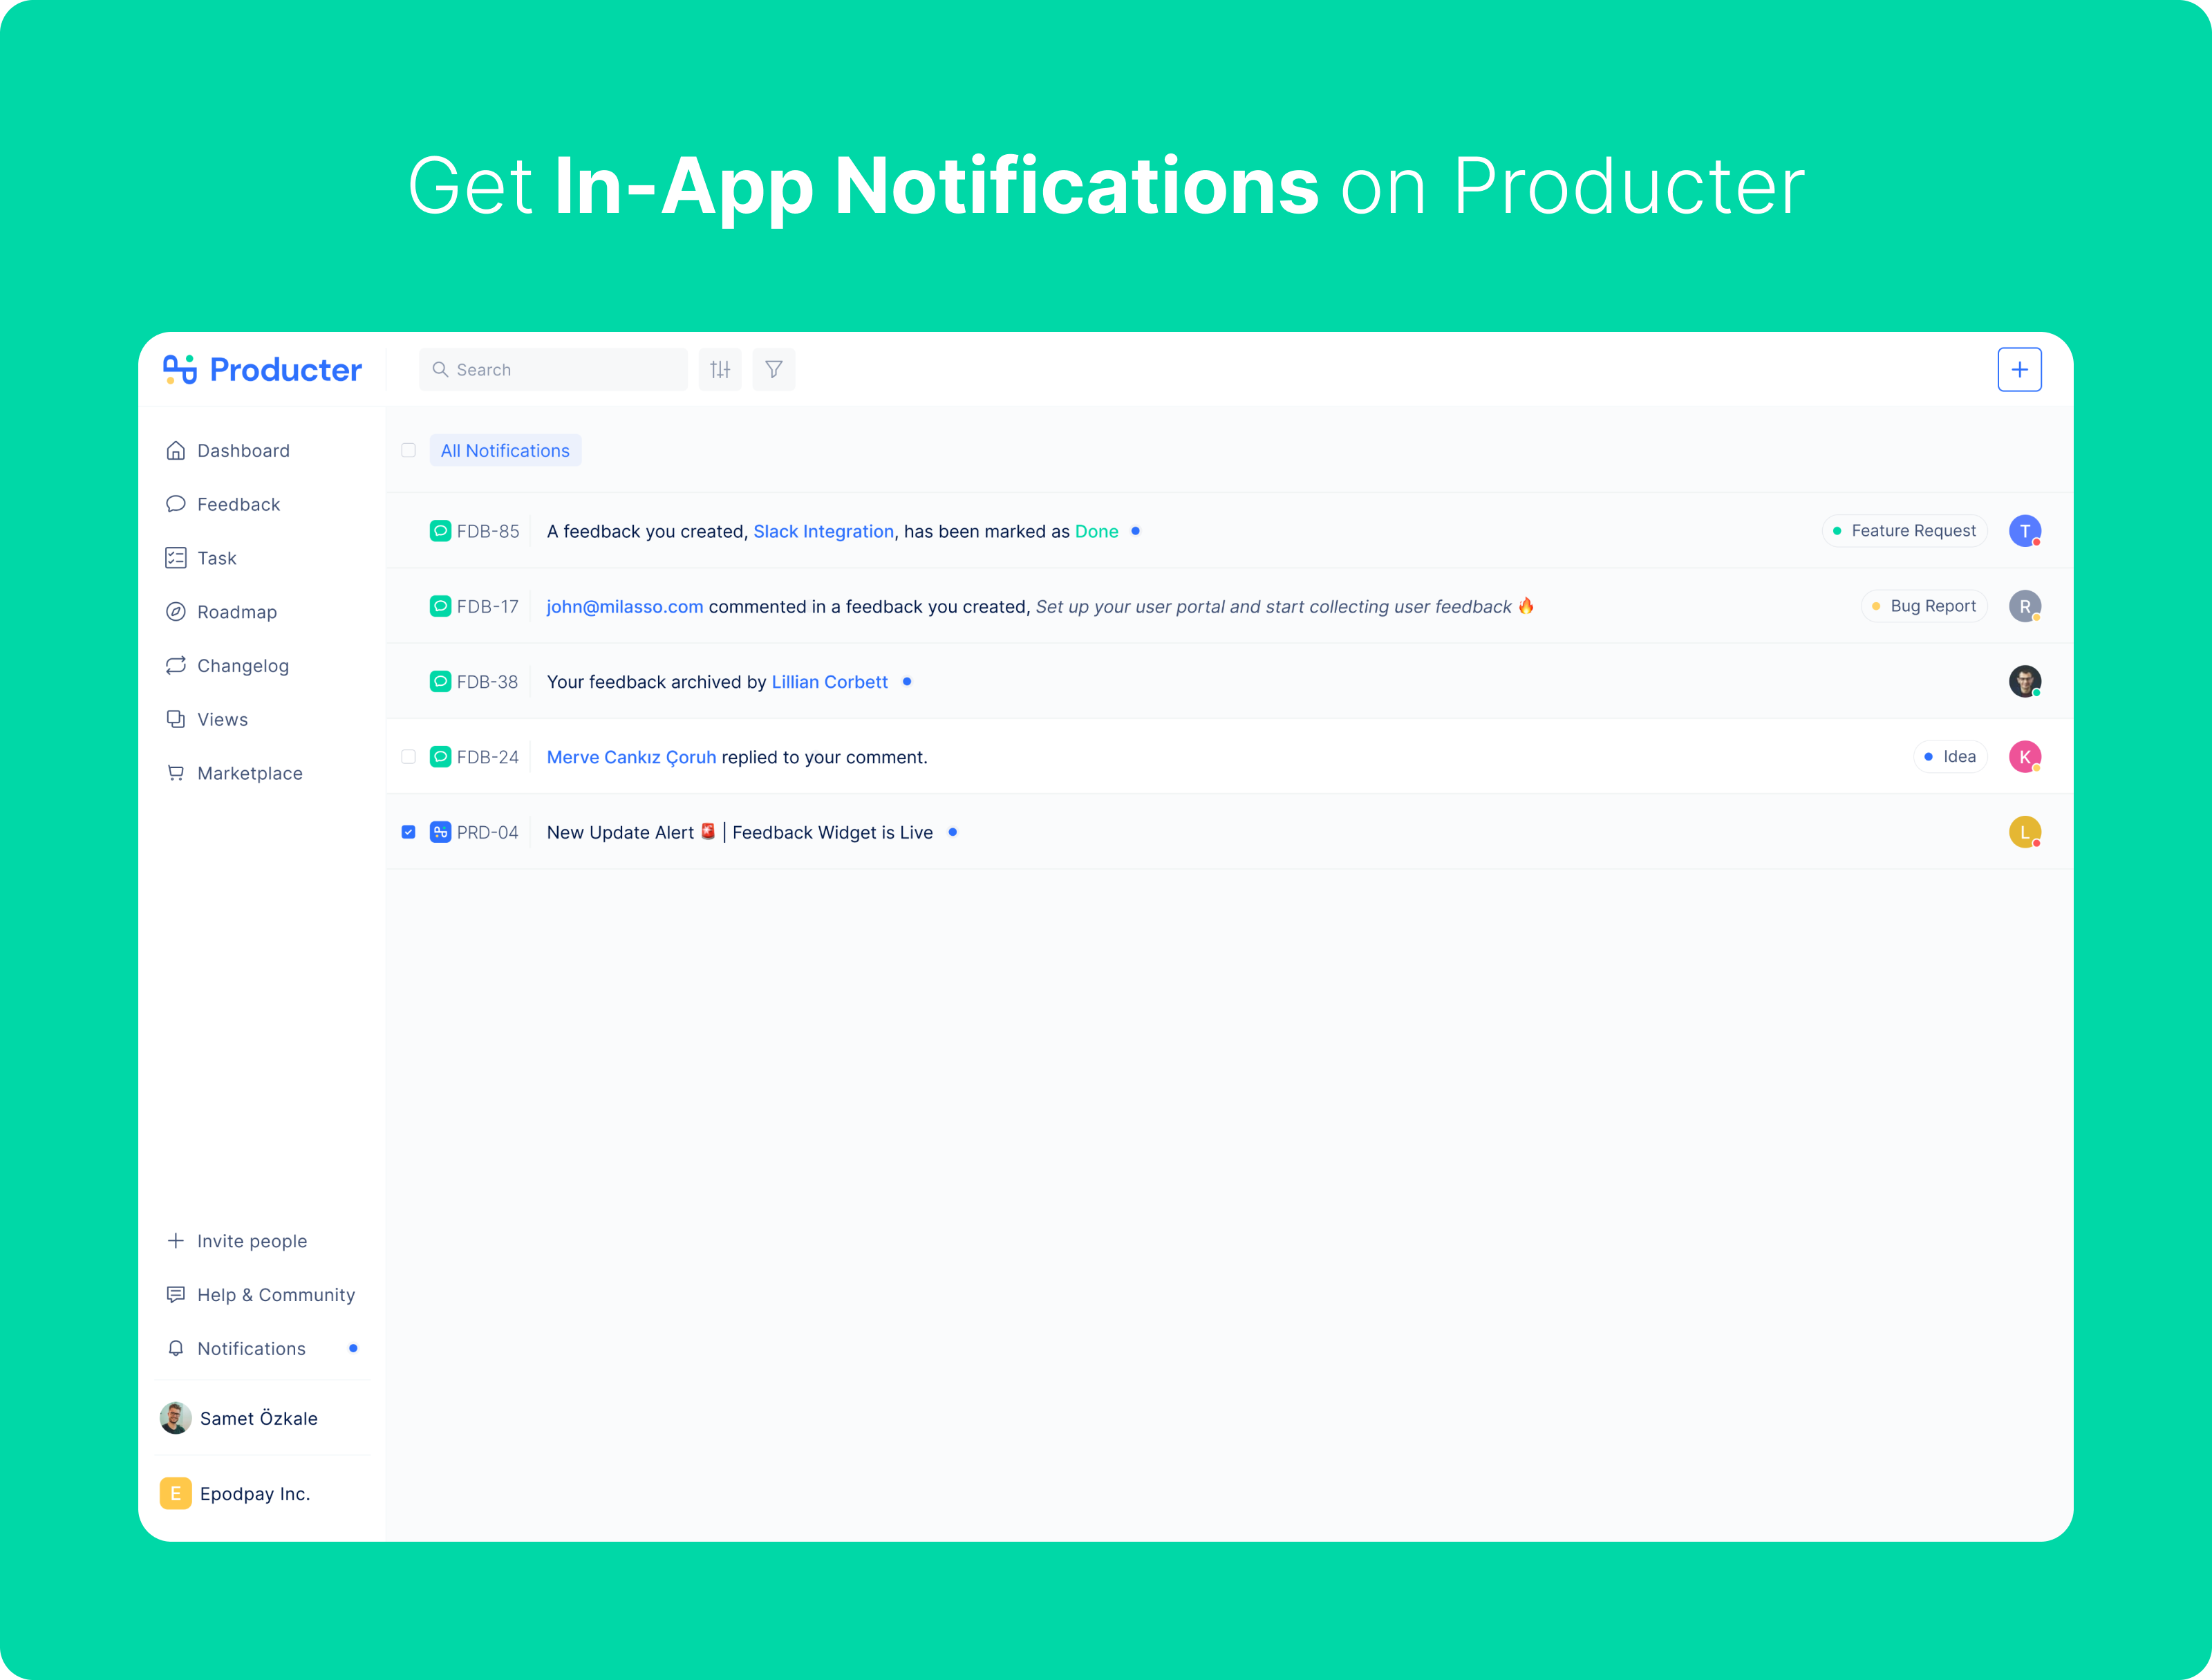 Get In-App Notifications on Producter
Producter
Search
Dashboard
Feedback
Task
Roadmap
Changelog
Views
Marketplace
Invite people
Help & Community
Notifications
Samet Özkale
E Epodpay Inc.
All Notifications
FDB-85 A feedback you created, Slack Integration, has been marked as Done Feature Request T
FDB-17 john@milasso.com commented in a feedback you created, Set up your user portal and start collecting user feedback 🔥 Bug Report R
FDB-38 Your feedback archived by Lillian Corbett
FDB-24 Merve Cankız Çoruh replied to your comment. Idea K
PRD-04 New Update Alert 🚨 | Feedback Widget is Live L